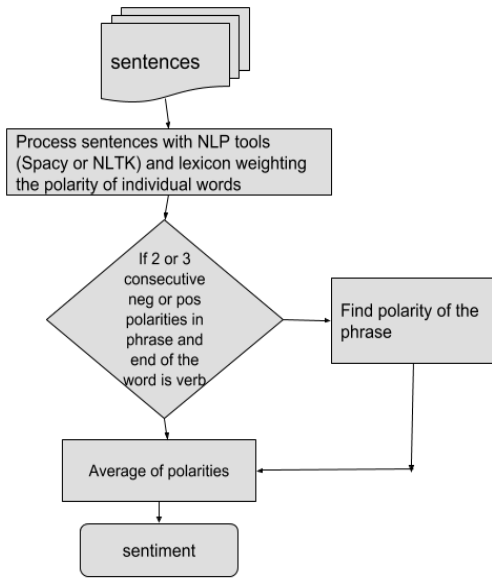 sentences
Process sentences with NLP tools
(Spacy or NLTK) and lexicon weighting
the polarity of individual words
If 2 or 3
consecutive
neg or pos
polarities in
phrase and
end of the
word is verb
Find polarity of the
phrase
Average of polarities
sentiment